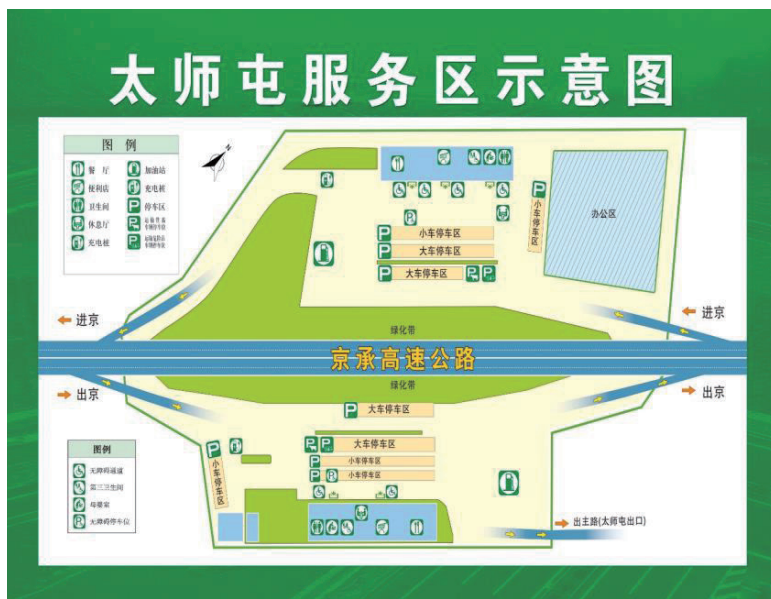 太师屯服务区示意图
图 例
餐 厅
加油站
便利店
充电桩
卫生间
P 停车区
休息厅
充电桩
办公区
P
小车停车区
R
P 小车停车区
P 大车停车区
P 大车停车区 P P
进京
进京
绿化带
京承高速公路
绿化带
出京
出京
P 大车停车区
P P 大车停车区
P 小车停车区
P R 小车停车区
P
小车停车区
图例
无障碍通道
第三卫生间
母婴室
R 无障碍停车位
出主路(太师屯出口)